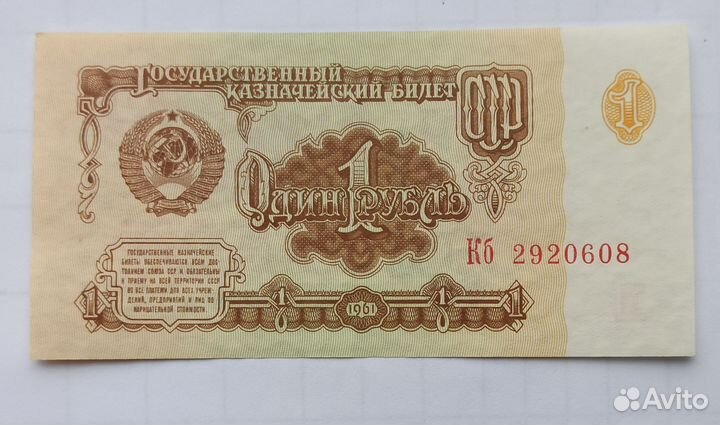 Государственный
казначейский билет
СССР
1
Один 1 рубль
Кб 2920608
ГОСУДАРСТВЕННЫЕ КАЗНАЧЕЙСКИЕ
БИЛЕТЫ ОБЕСПЕЧИВАЮТСЯ ВСЕМ ДОС-
ТОЯНИЕМ СОЮЗА ССР И ОБЯЗАТЕЛЬНЫ
К ПРИЕМУ НА ВСЕЙ ТЕРРИТОРИИ СССР
ВО ВСЕ ПЛАТЕЖИ ДЛЯ ВСЕХ УЧРЕЖ-
ДЕНИЙ, ПРЕДПРИЯТИЙ И ЛИЦ ПО
НАРИЦАТЕЛЬНОЙ СТОИМОСТИ.
1 1 1961 1 1
Avito